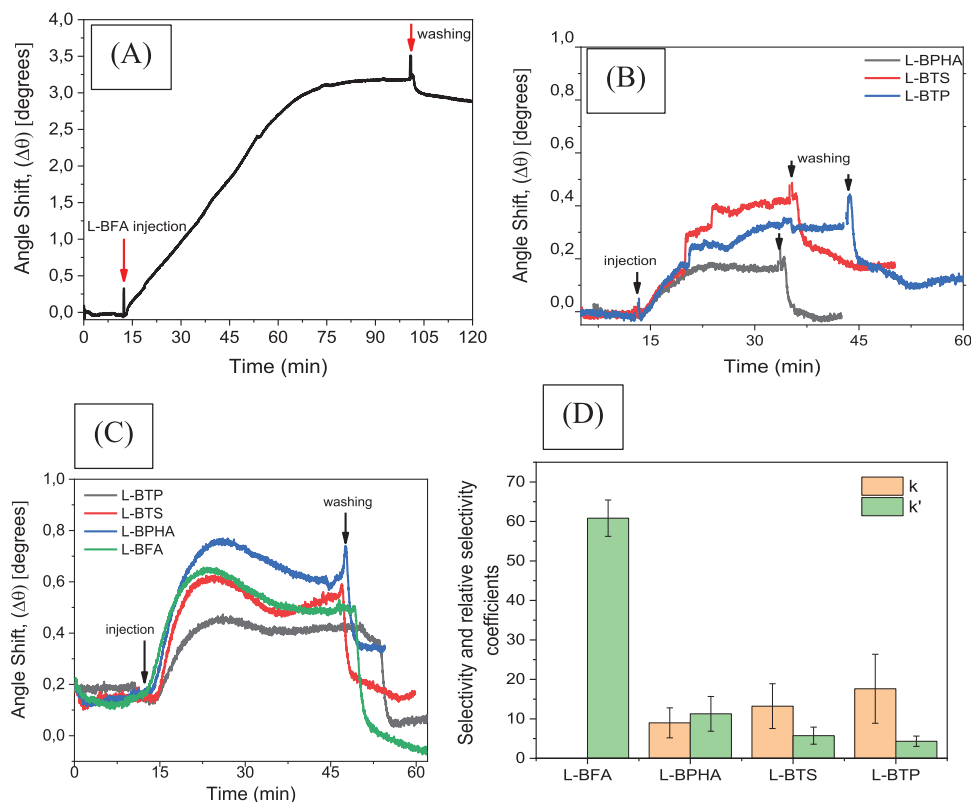 (A)
washing
L-BFA injection
Angle Shift, (Δθ) [degrees]
4,0
3,5
3,0
2,5
2,0
1,5
1,0
0,5
0,0
0 15 30 45 60 75 90 105 120
Time (min)
(B)
L-BPHA
L-BTS
L-BTP
washing
injection
Angle Shift, (Δθ) [degrees]
1,0
0,8
0,6
0,4
0,2
0,0
15 30 45 60
Time (min)
(C)
L-BTP
L-BTS
L-BPHA
L-BFA
washing
injection
Angle Shift, (Δθ) [degrees]
1,0
0,8
0,6
0,4
0,2
0,0
0 12 24 36 48 60
Time (min)
(D)
k
k'
Selectivity and relative selectivity
coefficients
70
60
50
40
30
20
10
0
L-BFA L-BPHA L-BTS L-BTP